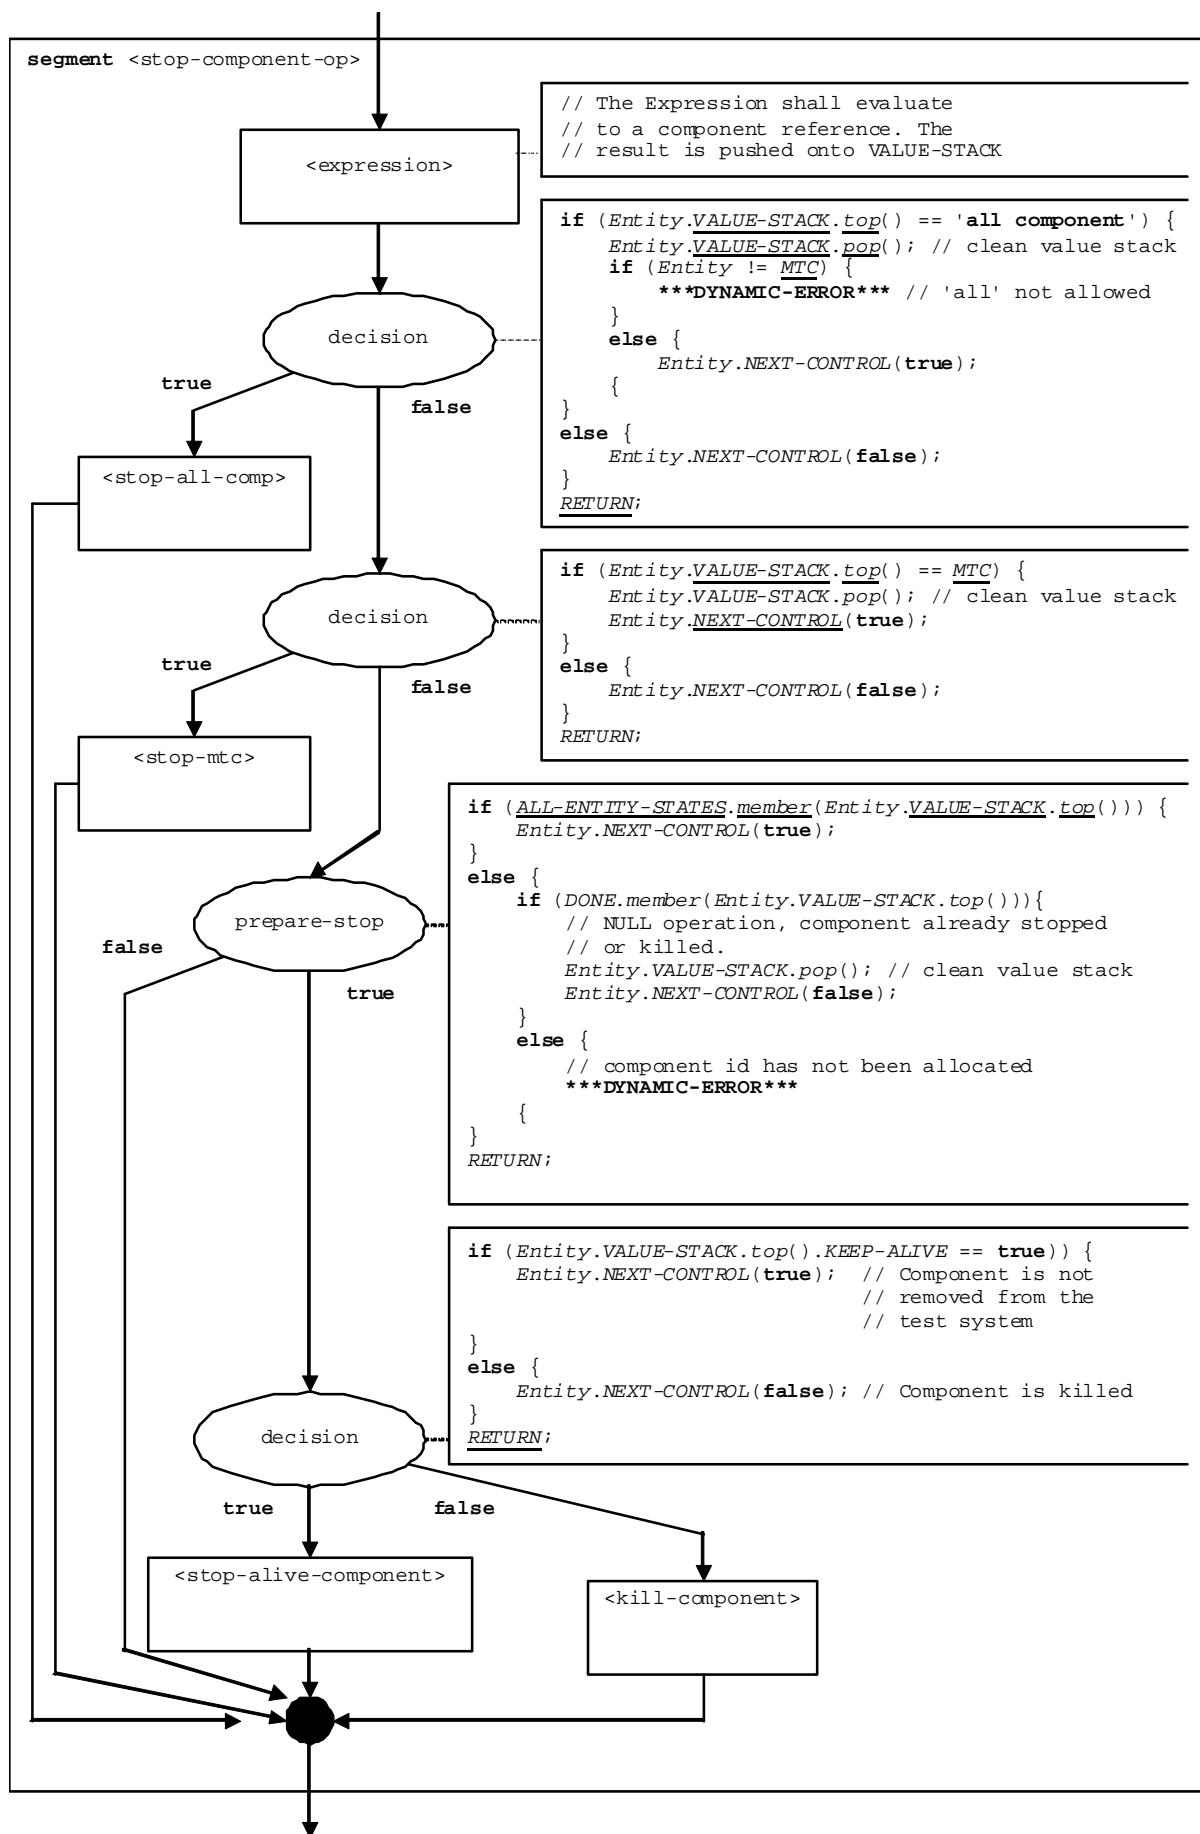 segment <stop-component-op>
// The Expression shall evaluate
// to a component reference. The
// result is pushed onto VALUE-STACK
<expression>
if (Entity.VALUE-STACK.top() == 'all component') {
Entity.VALUE-STACK.pop(); // clean value stack
if (Entity != MTC) {
***DYNAMIC-ERROR*** // 'all' not allowed
}
else {
Entity.NEXT-CONTROL(true);
{
}
else {
Entity.NEXT-CONTROL(false);
}
RETURN;
decision
true
false
<stop-all-comp>
if (Entity.VALUE-STACK.top() == MTC) {
Entity.VALUE-STACK.pop(); // clean value stack
Entity.NEXT-CONTROL(true);
}
else {
Entity.NEXT-CONTROL(false);
}
RETURN;
decision
true
false
<stop-mtc>
if (ALL-ENTITY-STATES.member(Entity.VALUE-STACK.top())) {
Entity.NEXT-CONTROL(true);
}
else {
if (DONE.member(Entity.VALUE-STACK.top())){
// NULL operation, component already stopped
// or killed.
Entity.VALUE-STACK.pop(); // clean value stack
Entity.NEXT-CONTROL(false);
}
else {
// component id has not been allocated
***DYNAMIC-ERROR***
{
}
RETURN;
prepare-stop
false
true
if (Entity.VALUE-STACK.top().KEEP-ALIVE == true)) {
Entity.NEXT-CONTROL(true); // Component is not
// removed from the
// test system
}
else {
Entity.NEXT-CONTROL(false); // Component is killed
}
RETURN;
decision
true
false
<stop-alive-component>
<kill-component>